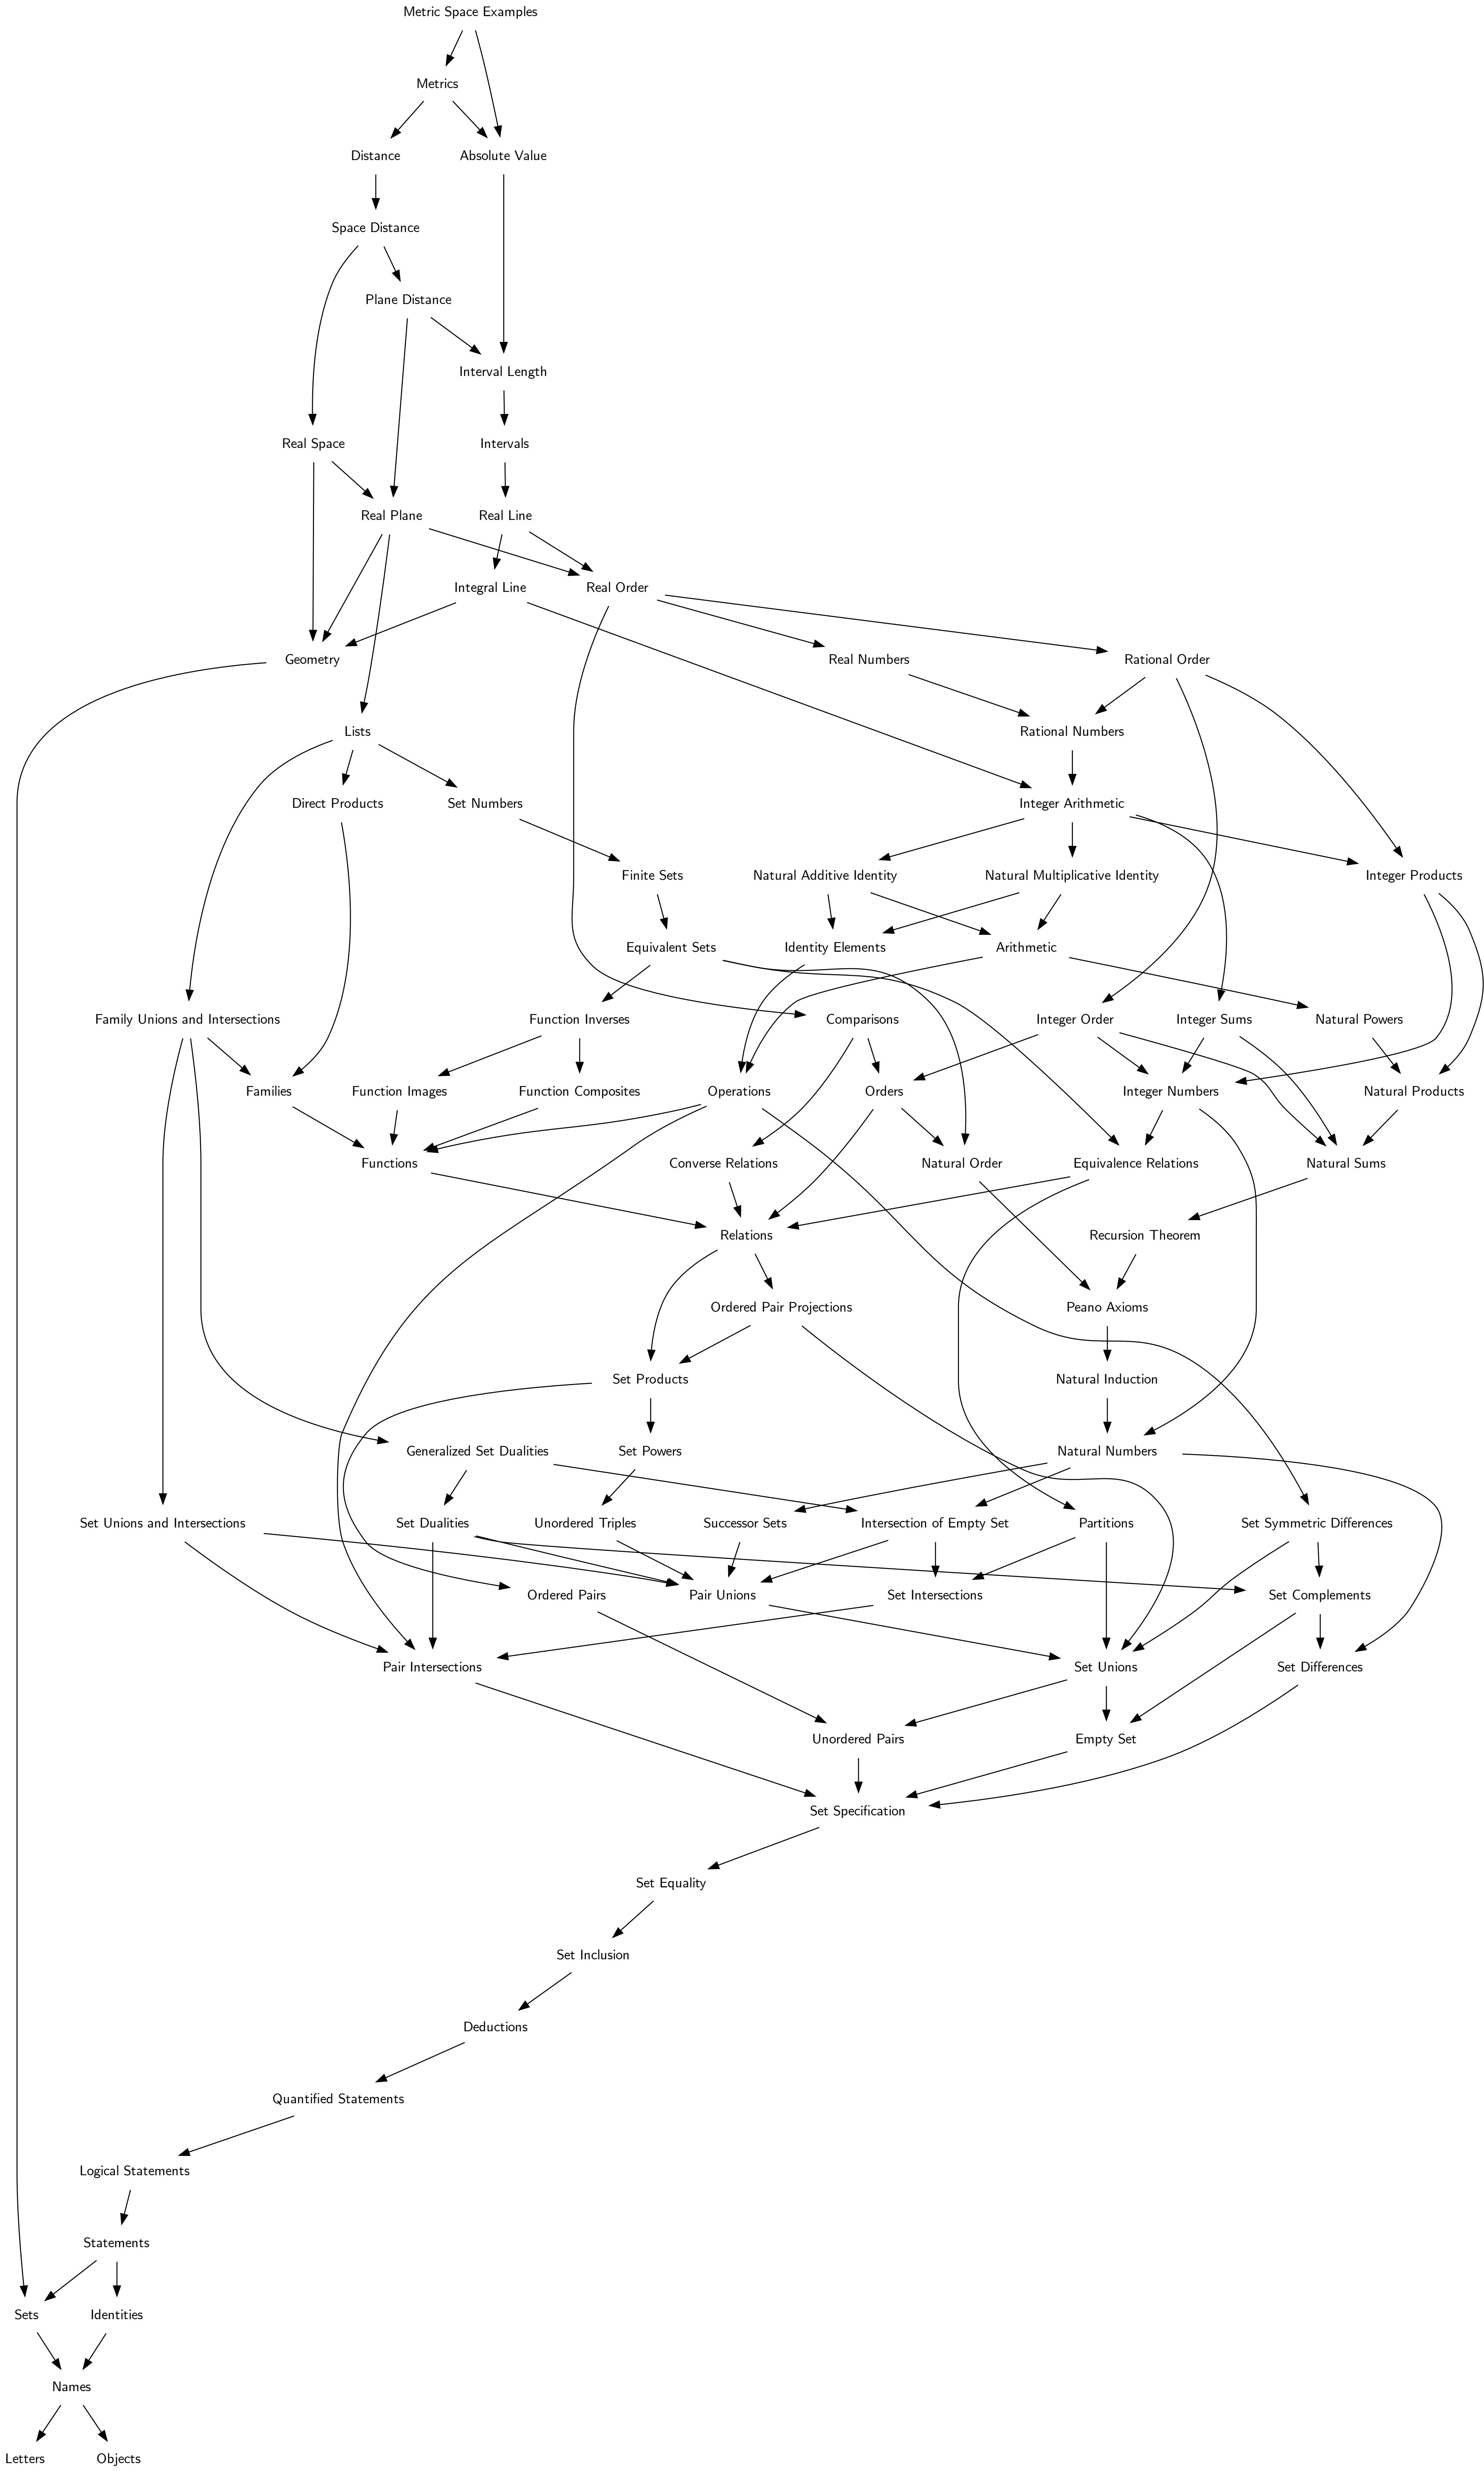 Metric Space Examples
Metrics
Distance
Absolute Value
Space Distance
Plane Distance
Interval Length
Real Space
Intervals
Real Plane
Real Line
Integral Line
Real Order
Geometry
Real Numbers
Rational Order
Lists
Rational Numbers
Direct Products
Set Numbers
Integer Arithmetic
Finite Sets
Natural Additive Identity
Natural Multiplicative Identity
Integer Products
Equivalent Sets
Identity Elements
Arithmetic
Family Unions and Intersections
Function Inverses
Comparisons
Integer Order
Integer Sums
Natural Powers
Families
Function Images
Function Composites
Operations
Orders
Integer Numbers
Natural Products
Functions
Converse Relations
Natural Order
Equivalence Relations
Natural Sums
Relations
Recursion Theorem
Ordered Pair Projections
Peano Axioms
Set Products
Natural Induction
Generalized Set Dualities
Set Powers
Natural Numbers
Set Unions and Intersections
Set Dualities
Unordered Triples
Successor Sets
Intersection of Empty Set
Partitions
Set Symmetric Differences
Ordered Pairs
Pair Unions
Set Intersections
Set Complements
Pair Intersections
Set Unions
Set Differences
Unordered Pairs
Empty Set
Set Specification
Set Equality
Set Inclusion
Deductions
Quantified Statements
Logical Statements
Statements
Sets
Identities
Names
Letters
Objects